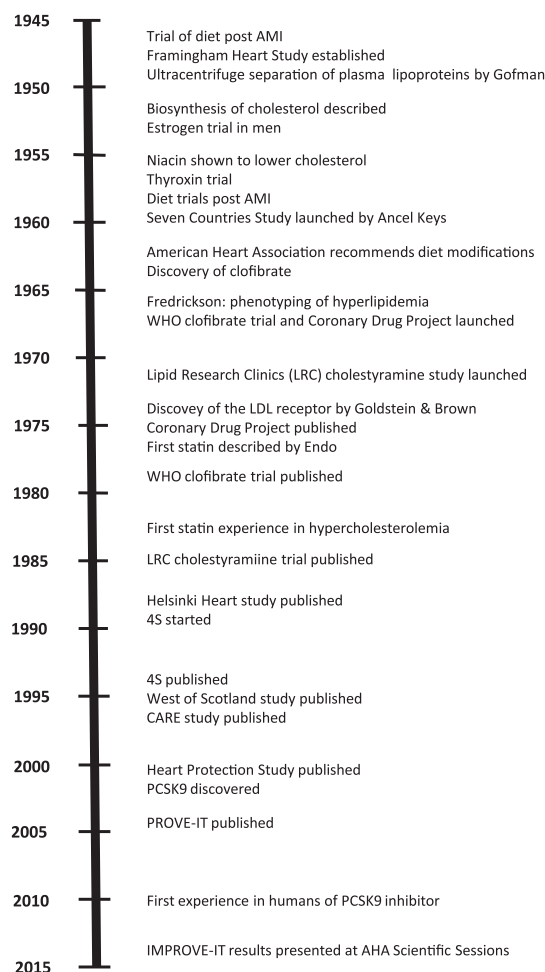 1945
Trial of diet post AMI
Framingham Heart Study established
Ultracentrifuge separation of plasma lipoproteins by Gofman
1950
Biosynthesis of cholesterol described
Estrogen trial in men
1955
Niacin shown to lower cholesterol
Thyroxin trial
Diet trials post AMI
Seven Countries Study launched by Ancel Keys
1960
American Heart Association recommends diet modifications
Discovery of clofibrate
1965
Fredrickson: phenotyping of hyperlipidemia
WHO clofibrate trial and Coronary Drug Project launched
1970
Lipid Research Clinics (LRC) cholestyramine study launched
Discovey of the LDL receptor by Goldstein & Brown
1975
Coronary Drug Project published
First statin described by Endo
WHO clofibrate trial published
1980
First statin experience in hypercholesterolemia
1985
LRC cholestyramiine trial published
Helsinki Heart study published
4S started
1990
4S published
1995
West of Scotland study published
CARE study published
2000
Heart Protection Study published
PCSK9 discovered
PROVE-IT published
2005
2010
First experience in humans of PCSK9 inhibitor
IMPROVE-IT results presented at AHA Scientific Sessions
2015